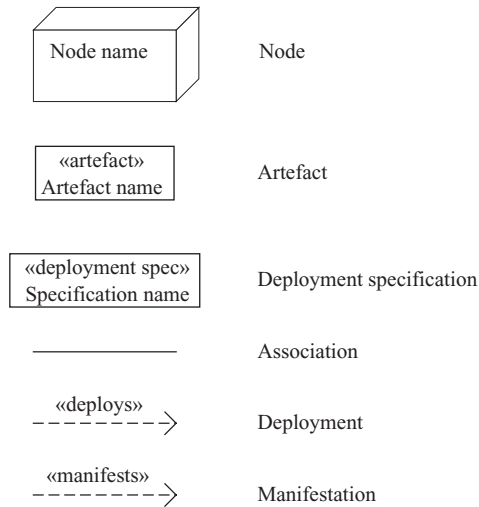 Node name
Node
«artefact»
Artefact name
Artefact
«deployment spec»
Specification name
Deployment specification
Association
«deploys»
Deployment
«manifests»
Manifestation